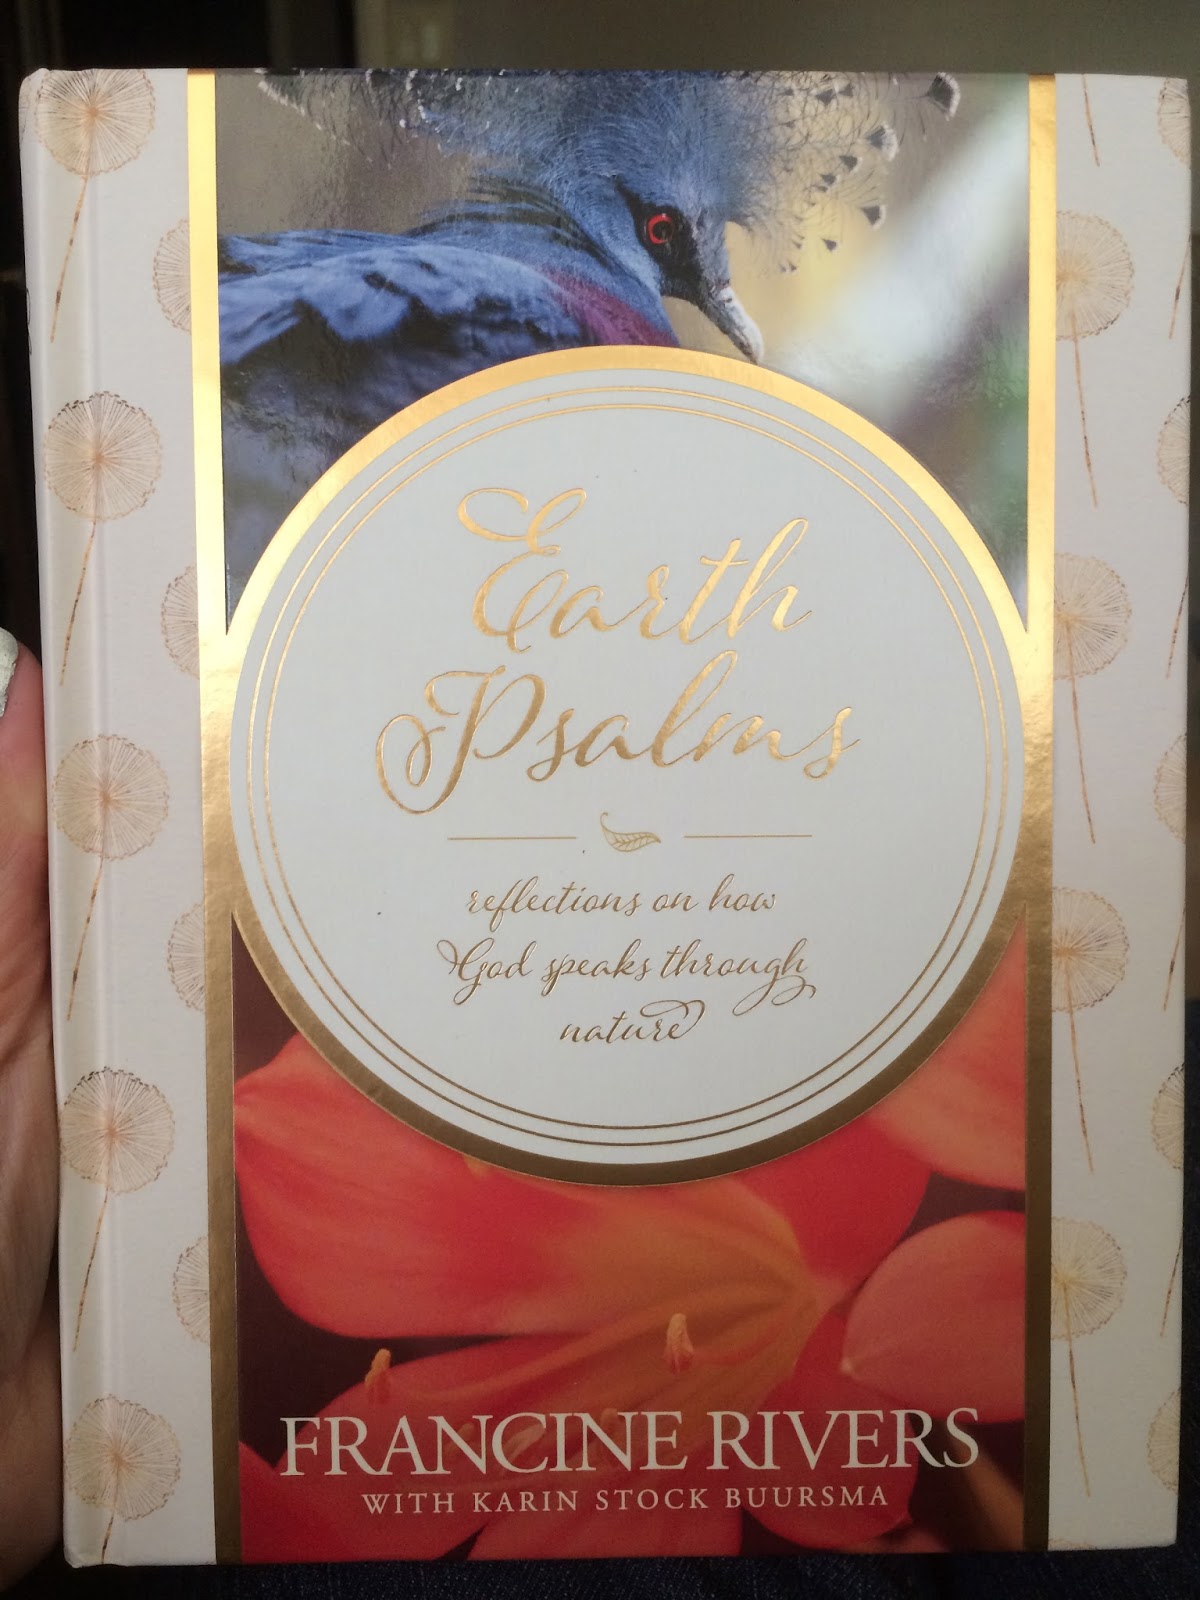 Earth
Psalms
reflections on how
God speaks through
nature
FRANCINE RIVERS
WITH KARIN STOCK BUURSMA